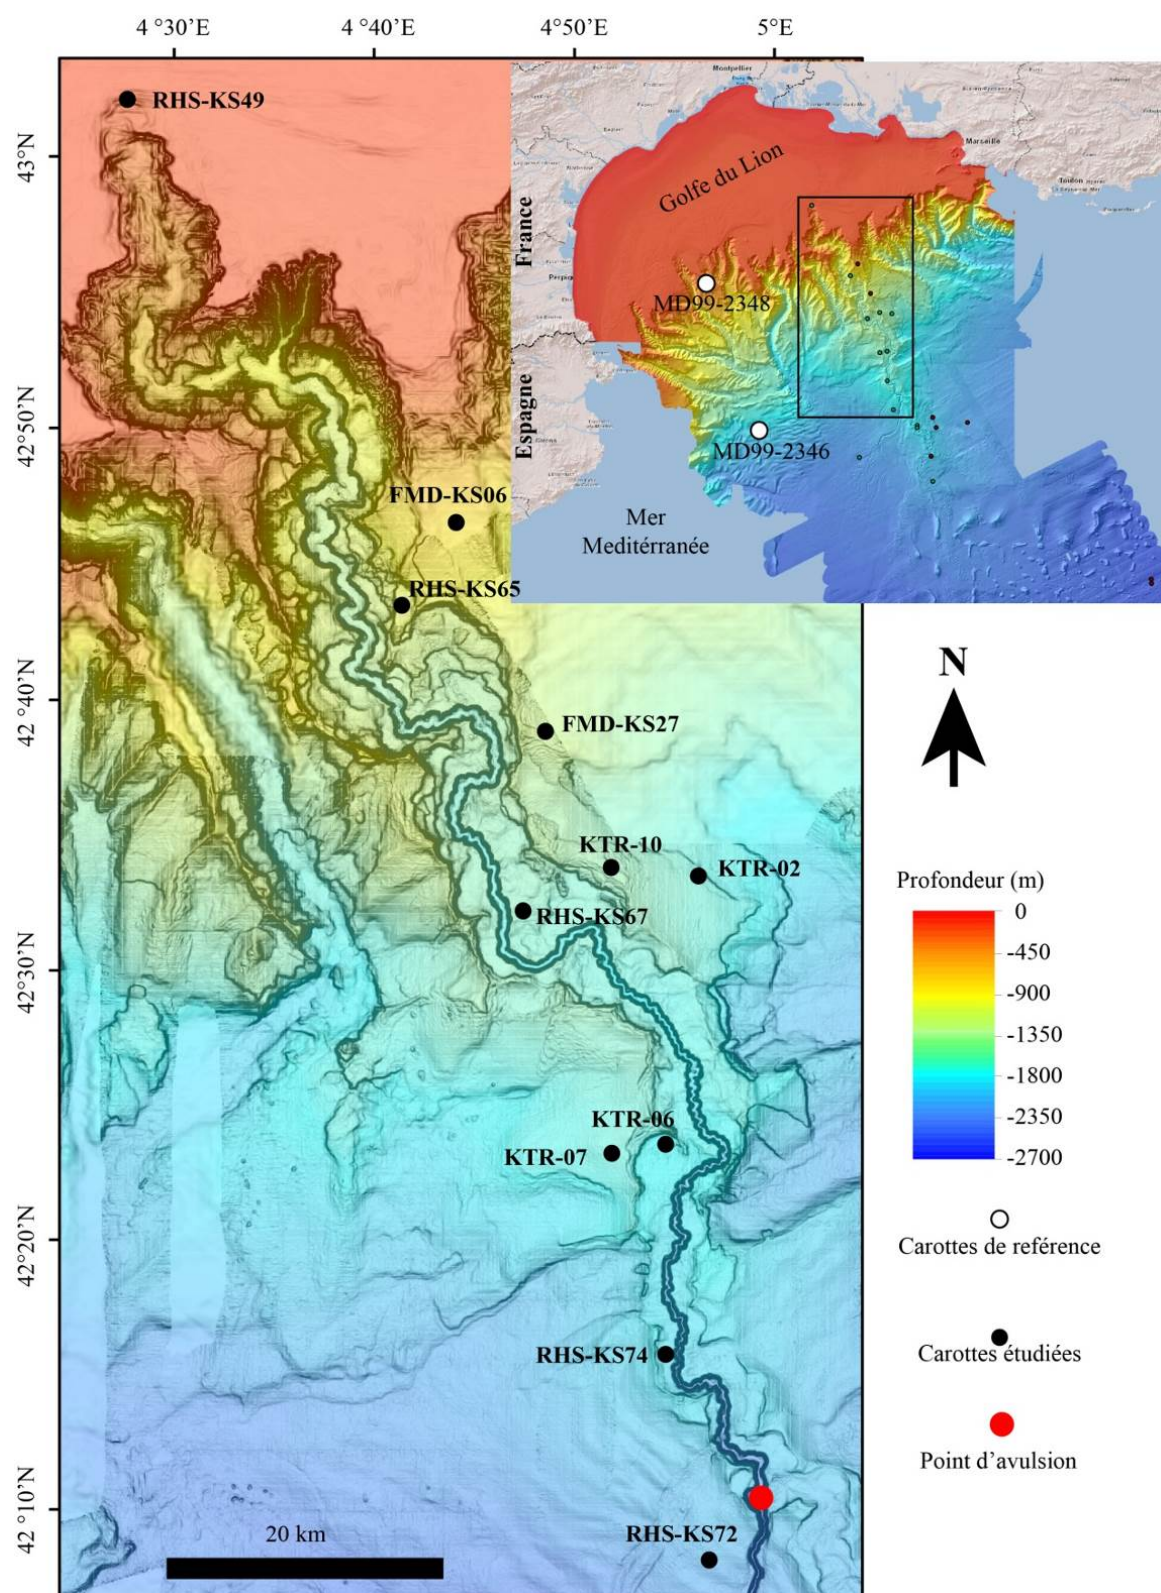 4 °30’E
4 °40’E
4 °50’E
5°E
43°N
42°50’N
42 °40’N
42°30’N
42°20’N
42 °10’N
RHS-KS49
FMD-KS06
RHS-KS65
FMD-KS27
KTR-10
KTR-02
RHS-KS67
KTR-06
KTR-07
RHS-KS74
RHS-KS72
20 km
Montpellier
Marseille
Toulon
Golfe du Lion
France
Espagne
MD99-2348
MD99-2346
Mer
Meditérranée
N
Profondeur (m)
0
-450
-900
-1350
-1800
-2350
-2700
Carottes de reférence
Carottes étudiées
Point d’avulsion